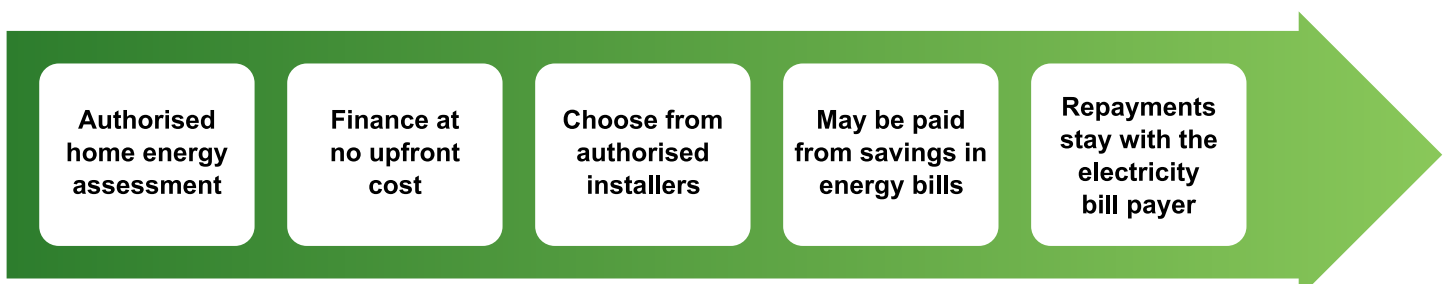 Authorised
home energy
assessment
Finance at
no upfront
cost
Choose from
authorised
installers
May be paid
from savings in
energy bills
Repayments
stay with the
electricity
bill payer